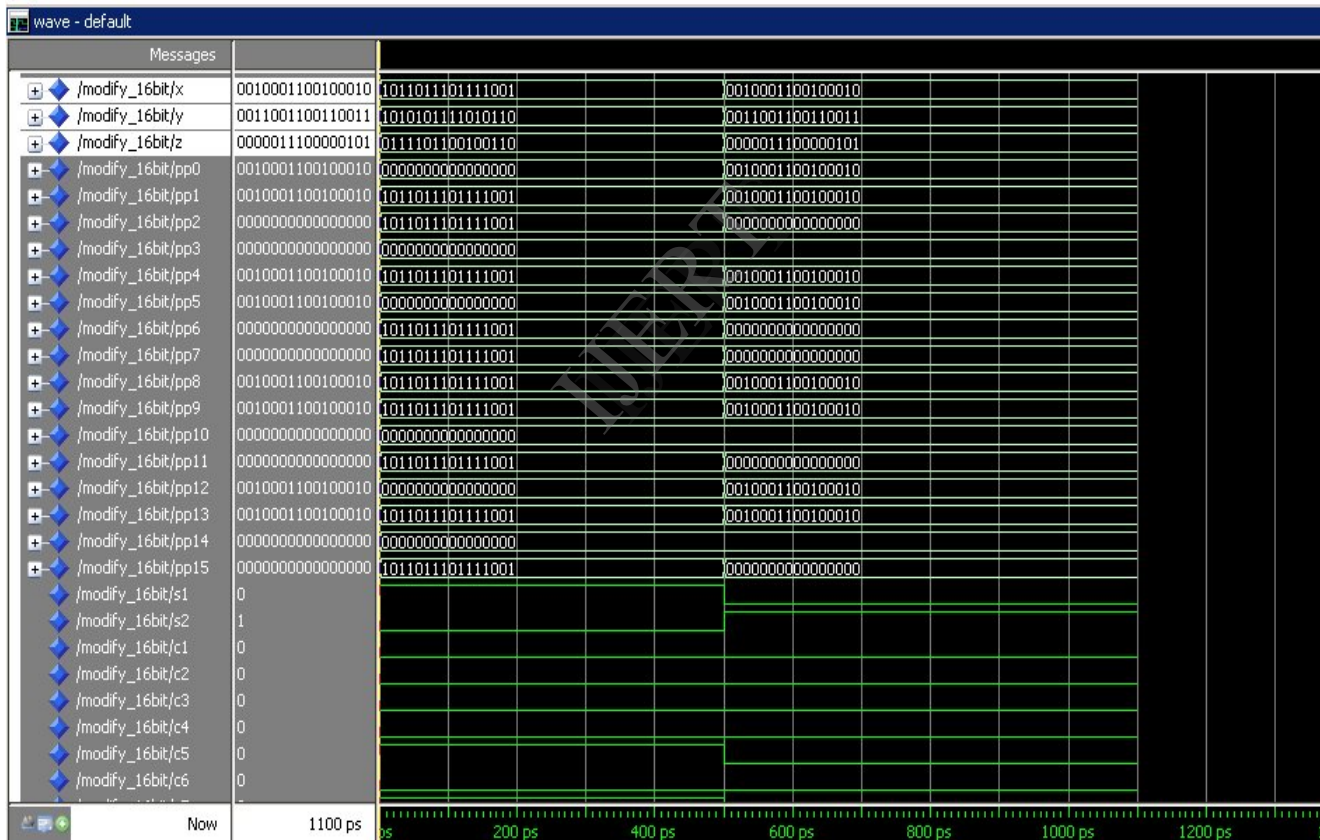 wave - default
Messages
/modify_16bit/x 0010001100100010 1011011101111001 0010001100100010
/modify_16bit/y 0011001100110011 1010101111010110 0011001100110011
/modify_16bit/z 0000011100000101 0111101100100110 0000011100000101
/modify_16bit/pp0 0010001100100010 0000000000000000 0010001100100010
/modify_16bit/pp1 0010001100100010 1011011101111001 0010001100100010
/modify_16bit/pp2 0000000000000000 1011011101111001 0000000000000000
/modify_16bit/pp3 0000000000000000 0000000000000000
/modify_16bit/pp4 0010001100100010 1011011101111001 0010001100100010
/modify_16bit/pp5 0010001100100010 0000000000000000 0010001100100010
/modify_16bit/pp6 0000000000000000 1011011101111001 0000000000000000
/modify_16bit/pp7 0000000000000000 1011011101111001 0000000000000000
/modify_16bit/pp8 0010001100100010 1011011101111001 0010001100100010
/modify_16bit/pp9 0010001100100010 1011011101111001 0010001100100010
/modify_16bit/pp10 0000000000000000 0000000000000000
/modify_16bit/pp11 0000000000000000 1011011101111001 0000000000000000
/modify_16bit/pp12 0010001100100010 0000000000000000 0010001100100010
/modify_16bit/pp13 0010001100100010 1011011101111001 0010001100100010
/modify_16bit/pp14 0000000000000000 0000000000000000
/modify_16bit/pp15 0000000000000000 1011011101111001 0000000000000000
/modify_16bit/s1 0
/modify_16bit/s2 1
/modify_16bit/c1 0
/modify_16bit/c2 0
/modify_16bit/c3 0
/modify_16bit/c4 0
/modify_16bit/c5 0
/modify_16bit/c6 0
IJERT
Now 1100 ps ps 200 ps 400 ps 600 ps 800 ps 1000 ps 1200 ps